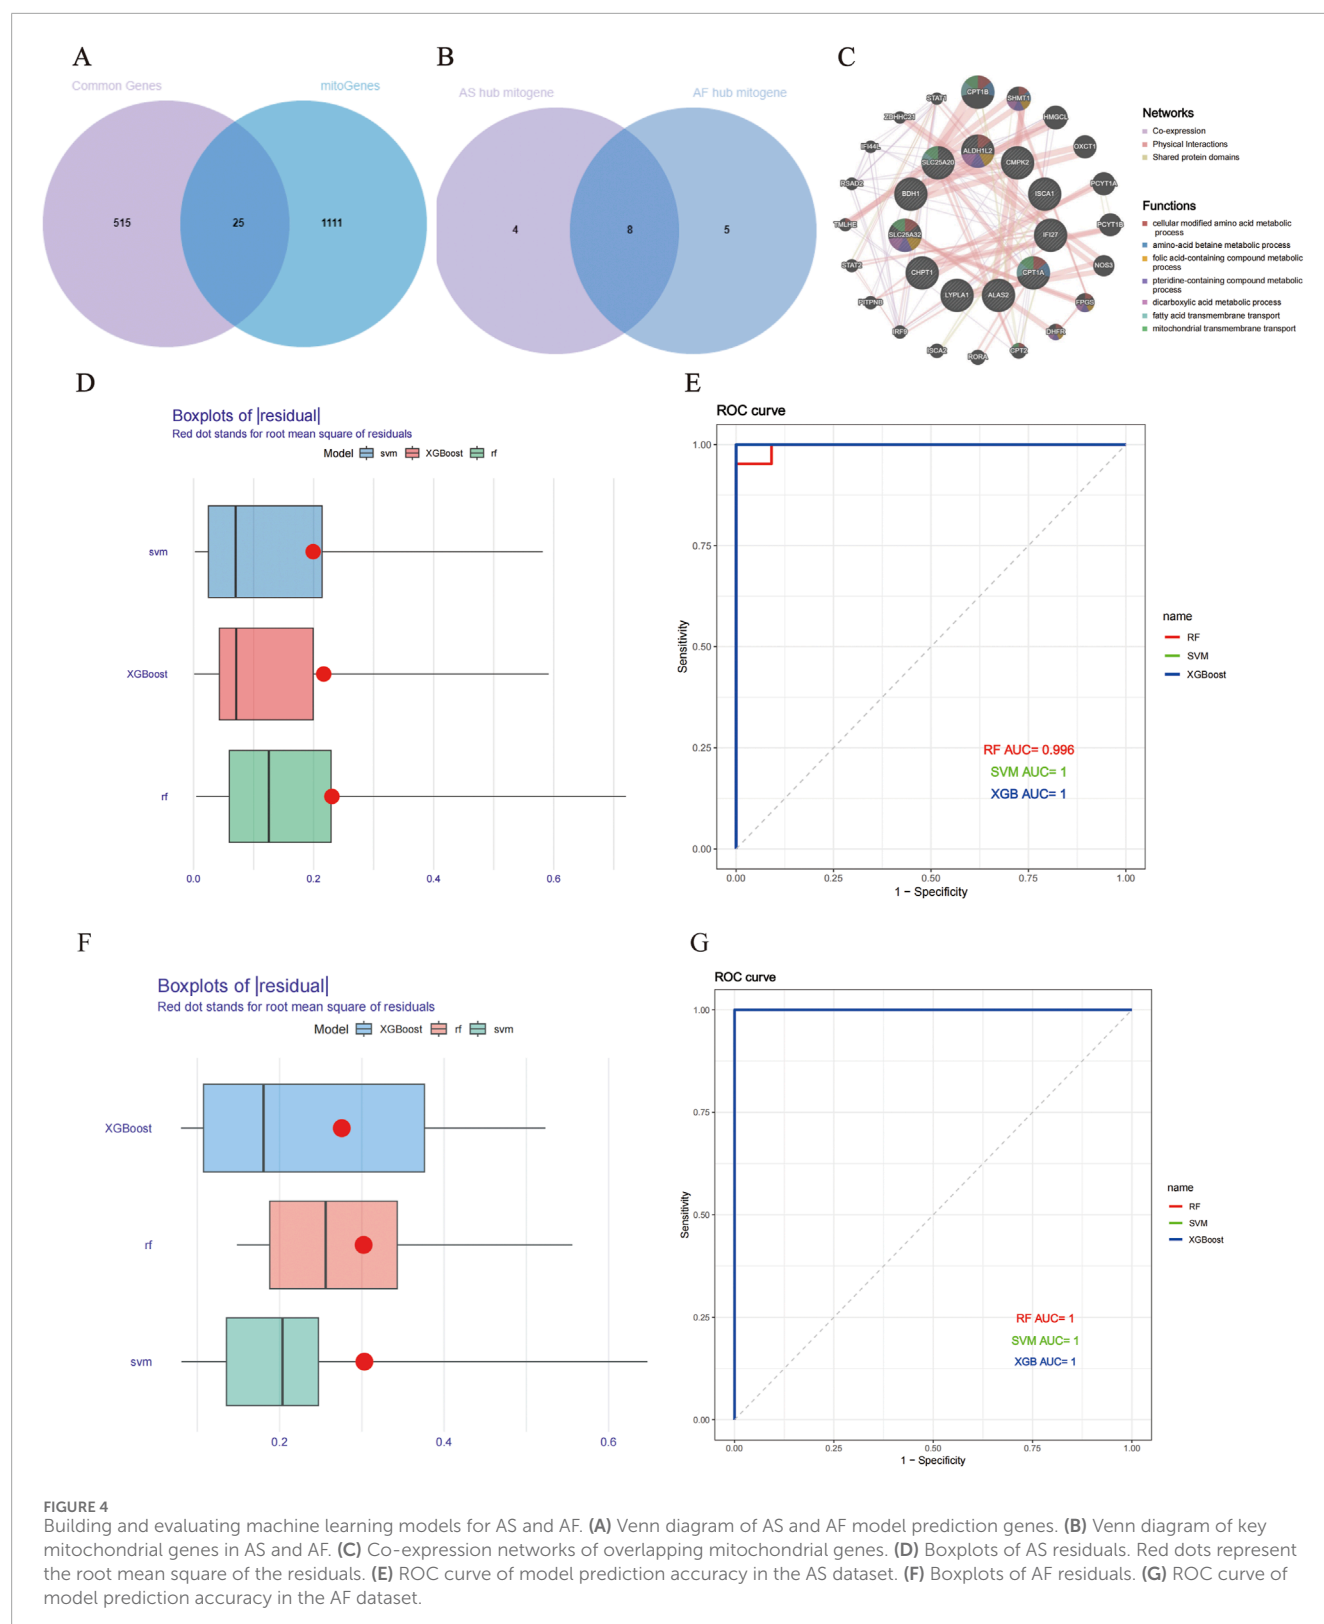 A
Common Genes
mitoGenes
515
25
1111
B
AS hub mitogene
AF hub mitogene
4
8
5
C
CPT1B
SHMT1
HMGCL
OXCT1
PCYT1A
PCYT1B
NOS3
FPGS
DHFR
CPT2
RORA
ISCA2
IRF9
PITPNB
STAT2
TMLHE
RSAD2
IFI44L
STAT1
ALDH1L2
CMPK2
ISCA1
IFI27
CPT1A
ALAS2
LYPLA1
CHPT1
SLC25A32
BDH1
SLC25A20
Networks
Co-expression
Physical Interactions
Shared protein domains
Functions
cellular modified amino acid metabolic
process
amino-acid betaine metabolic process
folic acid-containing compound metabolic
process
pteridine-containing compound metabolic
process
dicarboxylic acid metabolic process
fatty acid transmembrane transport
mitochondrial transmembrane transport
D
Boxplots of |residual|
Red dot stands for root mean square of residuals
Model svm XGBoost rf
svm
XGBoost
rf
0.0 0.2 0.4 0.6
E
ROC curve
1.00
0.75
0.50
0.25
0.00
Sensitivity
RF AUC= 0.996
SVM AUC= 1
XGB AUC= 1
0.00 0.25 0.50 0.75 1.00
1 − Specificity
name
RF
SVM
XGBoost
F
Boxplots of |residual|
Red dot stands for root mean square of residuals
Model XGBoost rf svm
XGBoost
rf
svm
0.2 0.4 0.6
G
ROC curve
1.00
0.75
0.50
0.25
0.00
Sensitivity
RF AUC= 1
SVM AUC= 1
XGB AUC= 1
0.00 0.25 0.50 0.75 1.00
1 − Specificity
name
RF
SVM
XGBoost
FIGURE 4
Building and evaluating machine learning models for AS and AF. (A) Venn diagram of AS and AF model prediction genes. (B) Venn diagram of key
mitochondrial genes in AS and AF. (C) Co-expression networks of overlapping mitochondrial genes. (D) Boxplots of AS residuals. Red dots represent
the root mean square of the residuals. (E) ROC curve of model prediction accuracy in the AS dataset. (F) Boxplots of AF residuals. (G) ROC curve of
model prediction accuracy in the AF dataset.